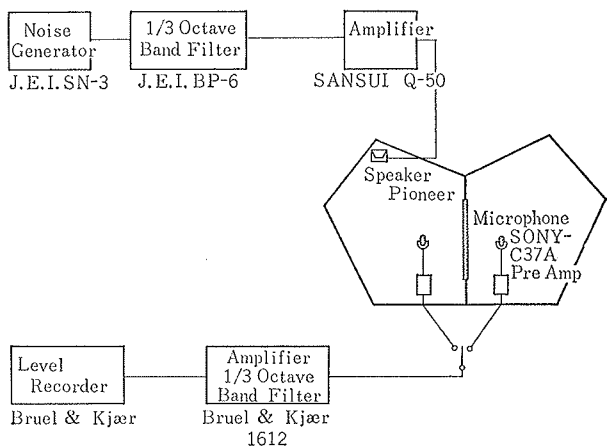 Noise
Generator
J.E.I.SN-3
1/3 Octave
Band Filter
J.E.I. BP-6
Amplifier
SANSUI Q-50
Speaker
Pioneer
Microphone
SONY-
C37A
Pre Amp
Level
Recorder
Bruel & Kjær
Amplifier
1/3 Octave
Band Filter
Bruel & Kjær
1612